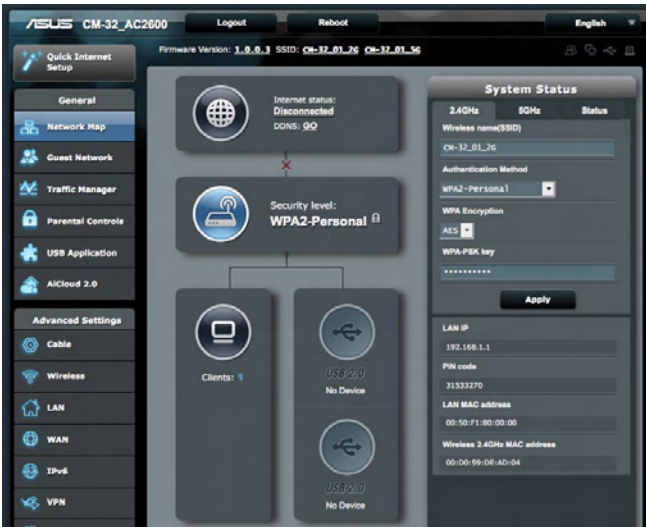 ASUS CM-32_AC2600
Logout
Reboot
English
Quick Internet
Setup
Firmware Version: 1.0.0.3 SSID: CM-32_01_2G CM-32_01_5G
General
Network Map
Guest Network
Traffic Manager
Parental Controls
USB Application
AiCloud 2.0
Advanced Settings
Cable
Wireless
LAN
WAN
IPv6
VPN
Internet status:
Disconnected
DDNS: GO
Security level:
WPA2-Personal
Clients: 1
USB 2.0
No Device
USB 2.0
No Device
System Status
2.4GHz 5GHz Status
Wireless name(SSID)
CM-32_01_2G
Authentication Method
WPA2-Personal
WPA Encryption
AES
WPA-PSK key
••••••••••
Apply
LAN IP
192.168.1.1
PIN code
31533270
LAN MAC address
00:50:F1:80:00:00
Wireless 2.4GHz MAC address
00:D0:59:DE:AD:04